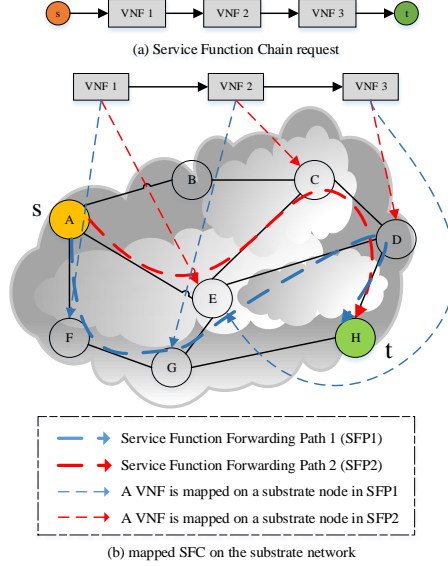 s VNF 1 VNF 2 VNF 3 t
(a) Service Function Chain request
VNF 1 VNF 2 VNF 3
B
C
S
A
D
E
F
H
t
G
Service Function Forwarding Path 1 (SFP1)
Service Function Forwarding Path 2 (SFP2)
A VNF is mapped on a substrate node in SFP1
A VNF is mapped on a substrate node in SFP2
(b) mapped SFC on the substrate network